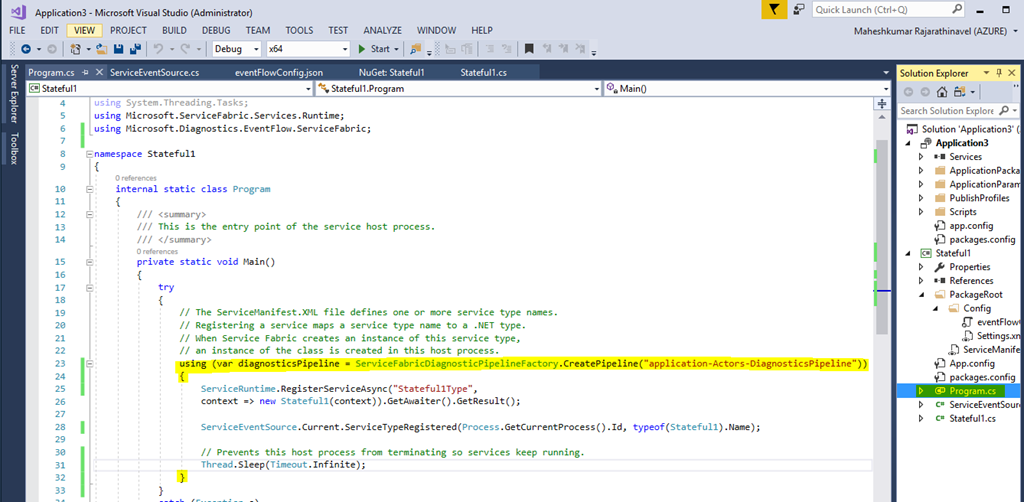 Application3 - Microsoft Visual Studio (Administrator)
Quick Launch (Ctrl+Q)
FILE EDIT VIEW PROJECT BUILD DEBUG TEAM TOOLS TEST ANALYZE WINDOW HELP
Maheshkumar Rajarathinavel (AZURE)
Debug x64 Start
Server Explorer
Toolbox
Program.cs ServiceEventSource.cs eventFlowConfig.json NuGet: Stateful1 Stateful1.cs
Stateful1 Stateful1.Program Main()
4 using System.Threading.Tasks;
5 using Microsoft.ServiceFabric.Services.Runtime;
6 using Microsoft.Diagnostics.EventFlow.ServiceFabric;
7
8 namespace Stateful1
9 {
0 references
10 internal static class Program
11 {
12 /// <summary>
13 /// This is the entry point of the service host process.
14 /// </summary>
0 references
15 private static void Main()
16 {
17 try
18 {
19 // The ServiceManifest.XML file defines one or more service type names.
20 // Registering a service maps a service type name to a .NET type.
21 // When Service Fabric creates an instance of this service type,
22 // an instance of the class is created in this host process.
23 using (var diagnosticsPipeline = ServiceFabricDiagnosticPipelineFactory.CreatePipeline("application-Actors-DiagnosticsPipeline"))
24 {
25 ServiceRuntime.RegisterServiceAsync("Stateful1Type",
26 context => new Stateful1(context)).GetAwaiter().GetResult();
27
28 ServiceEventSource.Current.ServiceTypeRegistered(Process.GetCurrentProcess().Id, typeof(Stateful1).Name);
29
30 // Prevents this host process from terminating so services keep running.
31 Thread.Sleep(Timeout.Infinite);
32 }
33 }
Solution Explorer
Search Solution Explore
Solution 'Application3' (
Application3
Services
ApplicationPacka
ApplicationParam
PublishProfiles
Scripts
app.config
packages.config
Stateful1
Properties
References
PackageRoot
Config
eventFlow
Settings.xn
ServiceManife
App.config
packages.config
Program.cs
ServiceEventSour
Stateful1.cs